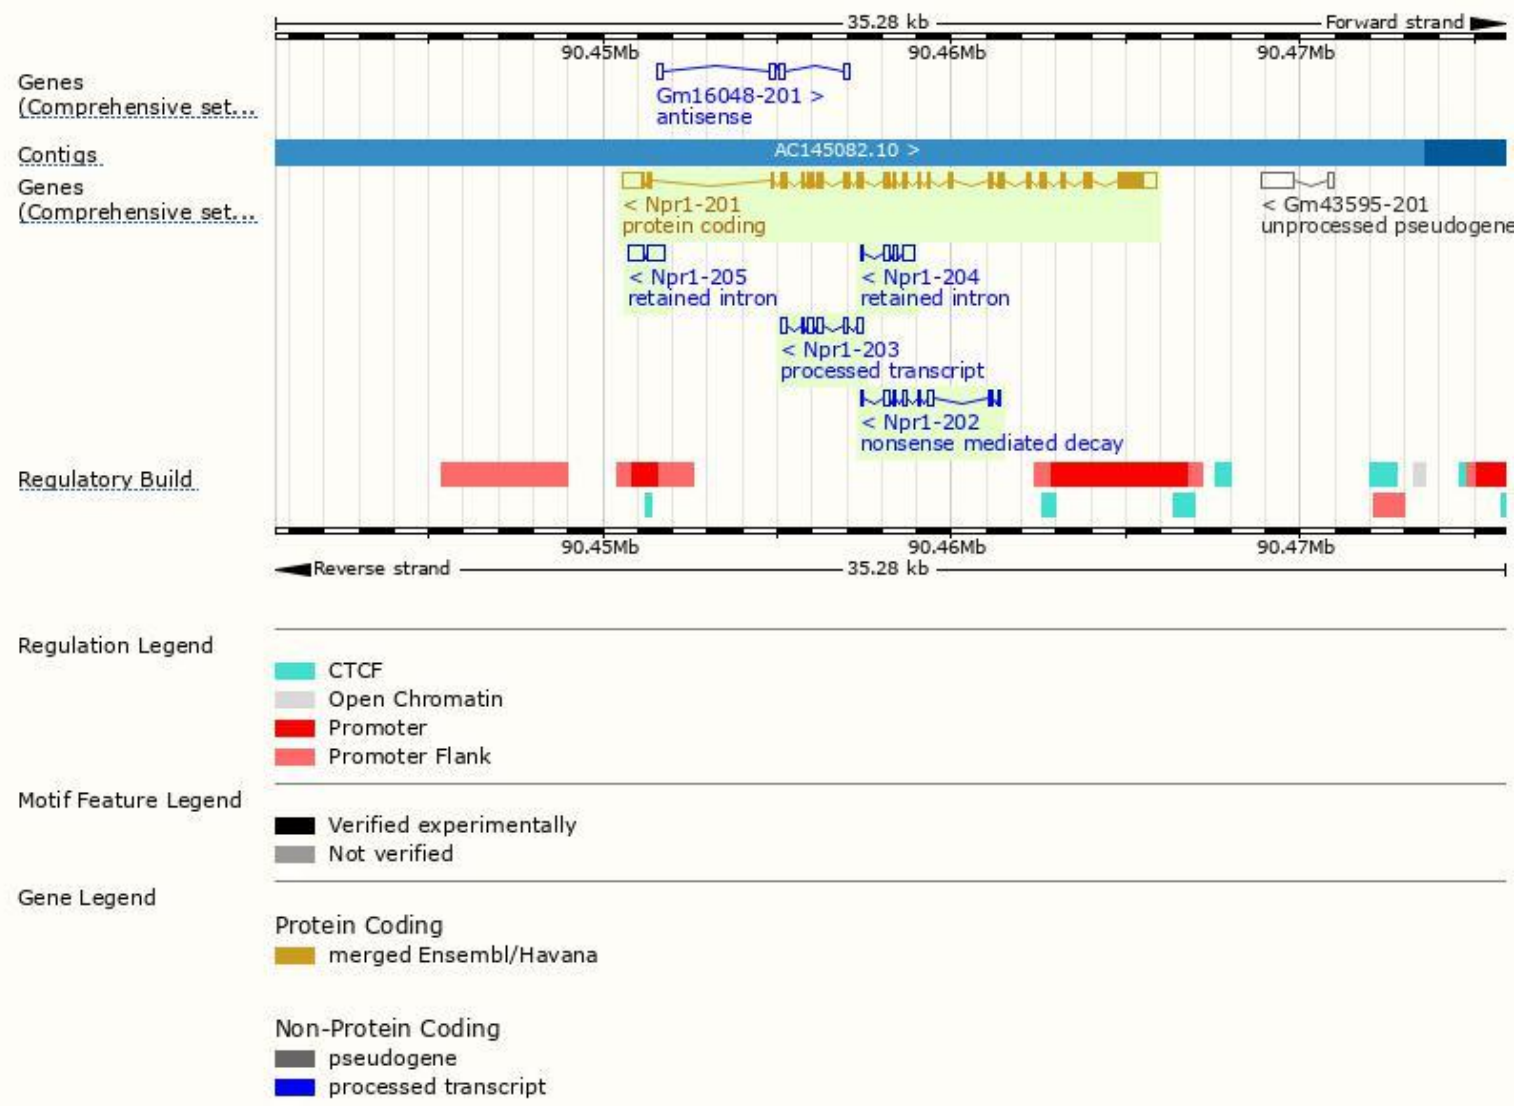 35.28 kb
Forward strand
90.45Mb 90.46Mb 90.47Mb
Genes
(Comprehensive set...
Gm16048-201 >
antisense
Contigs
AC145082.10 >
Genes
(Comprehensive set...
< Npr1-201
protein coding
< Gm43595-201
unprocessed pseudogene
< Npr1-205
retained intron
< Npr1-204
retained intron
< Npr1-203
processed transcript
< Npr1-202
nonsense mediated decay
Regulatory Build
90.45Mb 90.46Mb 90.47Mb
Reverse strand
35.28 kb
Regulation Legend
CTCF
Open Chromatin
Promoter
Promoter Flank
Motif Feature Legend
Verified experimentally
Not verified
Gene Legend
Protein Coding
merged Ensembl/Havana
Non-Protein Coding
pseudogene
processed transcript